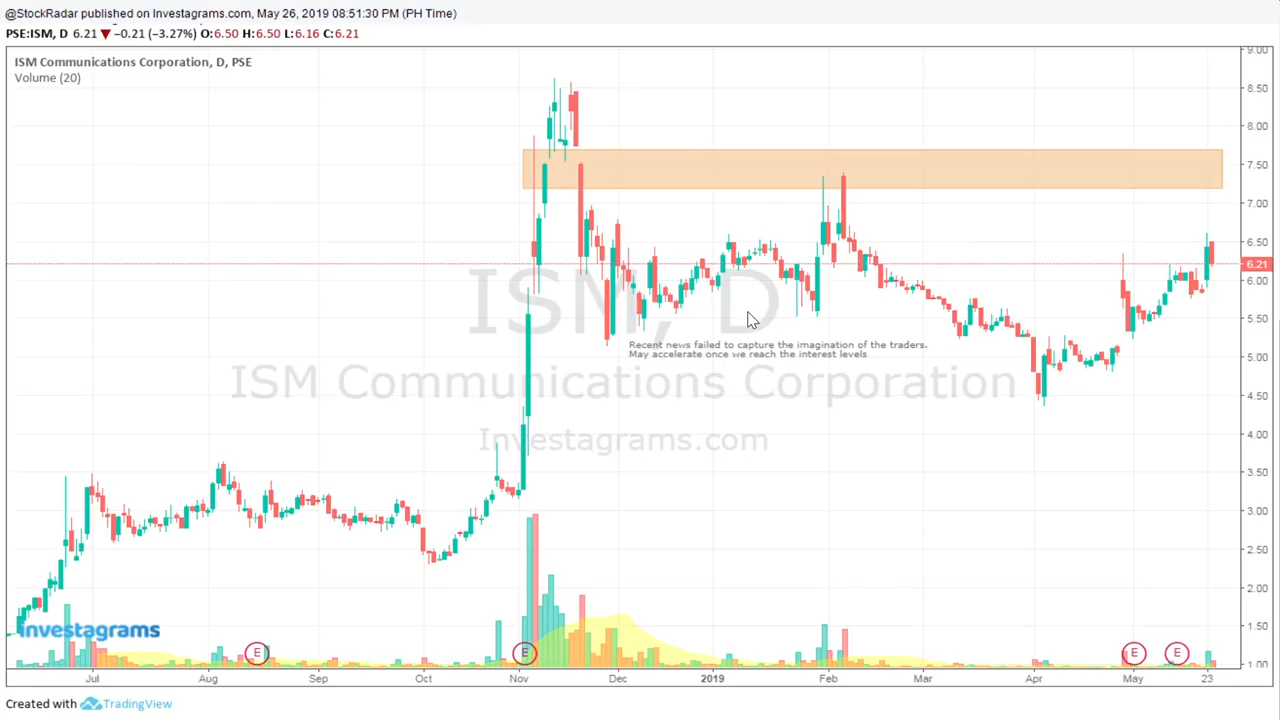 @StockRadar published on Investagrams.com, May 26, 2019 08:51:30 PM (PH Time)
PSE:ISM, D 6.21 ▼ −0.21 (−3.27%) O:6.50 H:6.50 L:6.16 C:6.21
ISM Communications Corporation, D, PSE
Volume (20)
9.00
8.50
8.00
7.50
7.00
6.50
6.21
6.00
5.50
5.00
4.50
4.00
3.50
3.00
2.50
2.00
1.50
1.00
ISM, D
Recent news failed to capture the imagination of the traders.
May accelerate once we reach the interest levels
ISM Communications Corporation
Investagrams.com
Investagrams
E E E E
Jul Aug Sep Oct Nov Dec 2019 Feb Mar Apr May 23
Created with TradingView